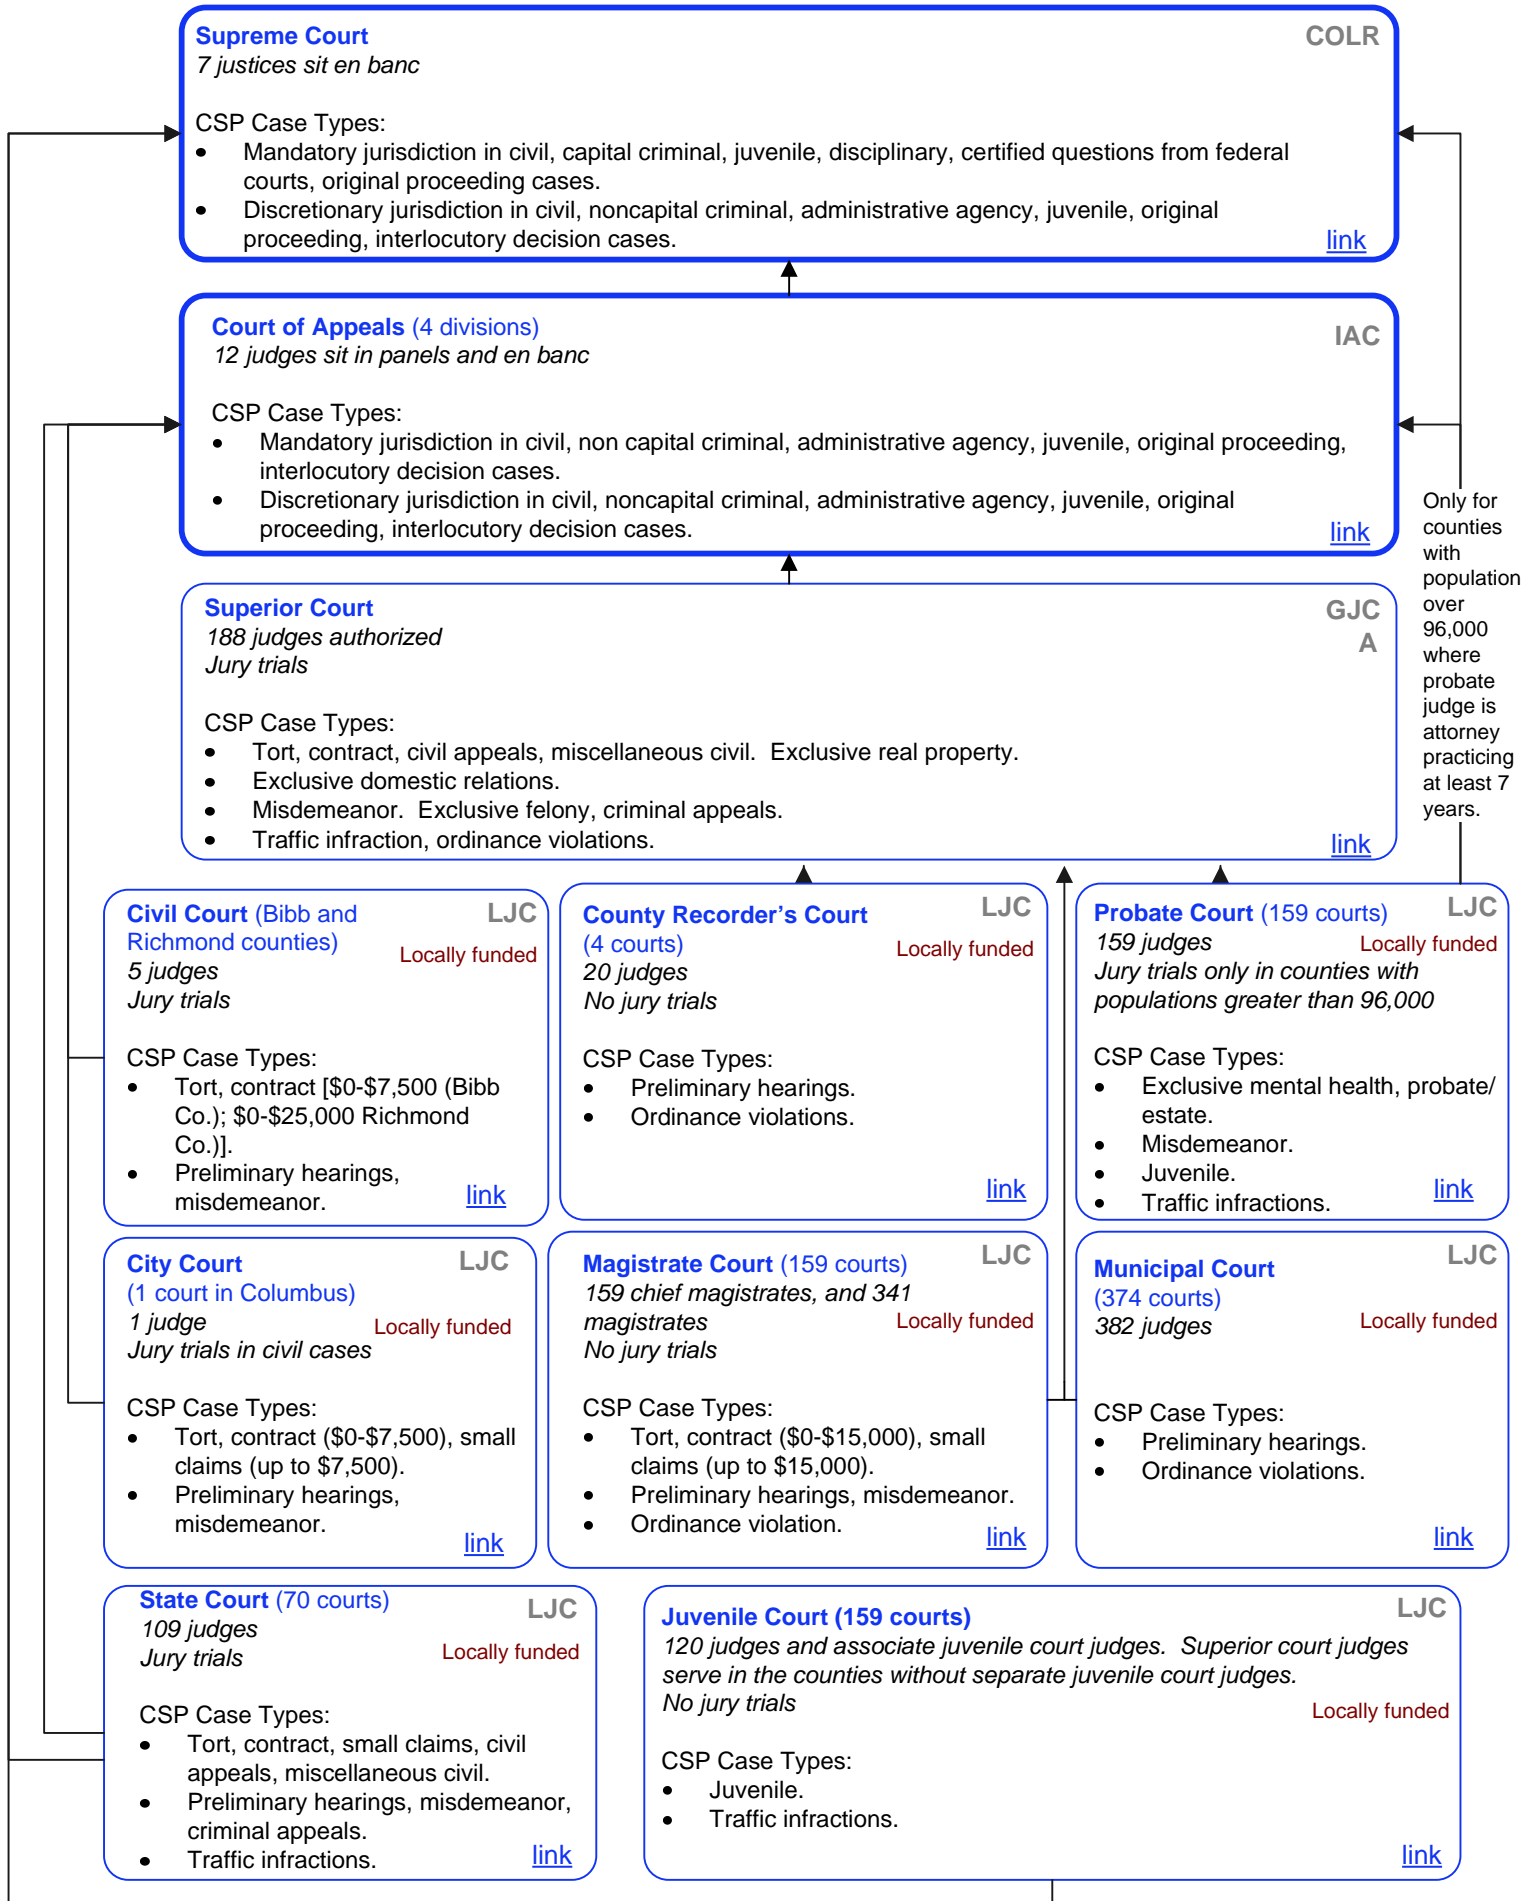 Supreme Court
COLR
7 justices sit en banc
CSP Case Types:
• Mandatory jurisdiction in civil, capital criminal, juvenile, disciplinary, certified questions from federal
courts, original proceeding cases.
• Discretionary jurisdiction in civil, noncapital criminal, administrative agency, juvenile, original
proceeding, interlocutory decision cases.
link
Court of Appeals (4 divisions)
IAC
12 judges sit in panels and en banc
CSP Case Types:
• Mandatory jurisdiction in civil, non capital criminal, administrative agency, juvenile, original proceeding,
interlocutory decision cases.
• Discretionary jurisdiction in civil, noncapital criminal, administrative agency, juvenile, original
proceeding, interlocutory decision cases.
link
Only for
counties
with
population
over
96,000
where
probate
judge is
attorney
practicing
at least 7
years.
Superior Court
GJC
A
188 judges authorized
Jury trials
CSP Case Types:
• Tort, contract, civil appeals, miscellaneous civil. Exclusive real property.
• Exclusive domestic relations.
• Misdemeanor. Exclusive felony, criminal appeals.
• Traffic infraction, ordinance violations.
link
Civil Court (Bibb and
Richmond counties)
LJC
Locally funded
5 judges
Jury trials
CSP Case Types:
• Tort, contract [$0-$7,500 (Bibb
Co.); $0-$25,000 Richmond
Co.)].
• Preliminary hearings,
misdemeanor.
link
County Recorder's Court
(4 courts)
LJC
Locally funded
20 judges
No jury trials
CSP Case Types:
• Preliminary hearings.
• Ordinance violations.
link
Probate Court (159 courts)
LJC
159 judges
Locally funded
Jury trials only in counties with
populations greater than 96,000
CSP Case Types:
• Exclusive mental health, probate/
estate.
• Misdemeanor.
• Juvenile.
• Traffic infractions.
link
City Court
(1 court in Columbus)
LJC
1 judge
Locally funded
Jury trials in civil cases
CSP Case Types:
• Tort, contract ($0-$7,500), small
claims (up to $7,500).
• Preliminary hearings,
misdemeanor.
link
Magistrate Court (159 courts)
LJC
159 chief magistrates, and 341
magistrates
Locally funded
No jury trials
CSP Case Types:
• Tort, contract ($0-$15,000), small
claims (up to $15,000).
• Preliminary hearings, misdemeanor.
• Ordinance violation.
link
Municipal Court
(374 courts)
LJC
382 judges
Locally funded
CSP Case Types:
• Preliminary hearings.
• Ordinance violations.
link
State Court (70 courts)
LJC
109 judges
Jury trials
Locally funded
CSP Case Types:
• Tort, contract, small claims, civil
appeals, miscellaneous civil.
• Preliminary hearings, misdemeanor,
criminal appeals.
• Traffic infractions.
link
Juvenile Court (159 courts)
LJC
120 judges and associate juvenile court judges. Superior court judges
serve in the counties without separate juvenile court judges.
No jury trials
Locally funded
CSP Case Types:
• Juvenile.
• Traffic infractions.
link